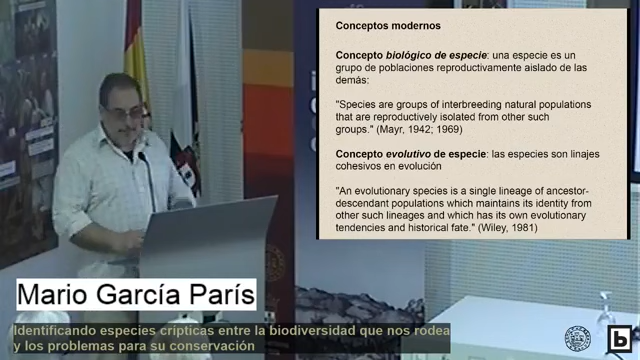 Conceptos modernos
Concepto biológico de especie: una especie es un
grupo de poblaciones reproductivamente aislado de las
demás:
"Species are groups of interbreeding natural populations
that are reproductively isolated from other such
groups." (Mayr, 1942; 1969)
Concepto evolutivo de especie: las especies son linajes
cohesivos en evolución
"An evolutionary species is a single lineage of ancestor-
descendant populations which maintains its identity from
other such lineages and which has its own evolutionary
tendencies and historical fate." (Wiley, 1981)
Mario García París
Identificando especies crípticas entre la biodiversidad que nos rodea
y los problemas para su conservación
b